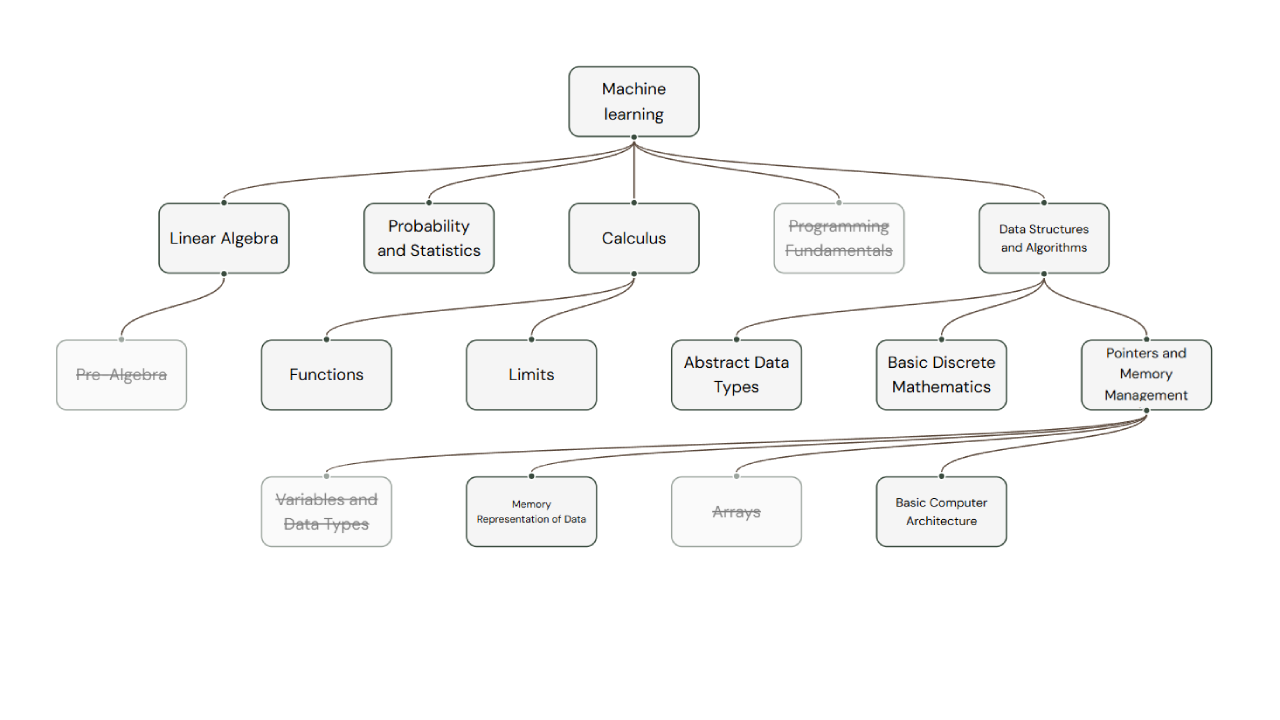 Machine
learning
Linear Algebra
Probability
and Statistics
Calculus
Programming
Fundamentals
Data Structures
and Algorithms
Pre-Algebra
Functions
Limits
Abstract Data
Types
Basic Discrete
Mathematics
Pointers and
Memory
Management
Variables and
Data Types
Memory
Representation of Data
Arrays
Basic Computer
Architecture